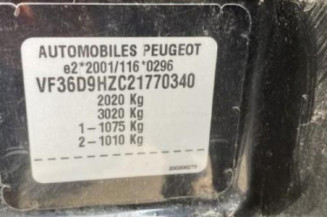 AUTOMOBILES PEUGEOT
e2*2001/116*0296
VF36D9HZC21770340
2020 Kg
3020 Kg
1-1075 Kg
2-1010 Kg